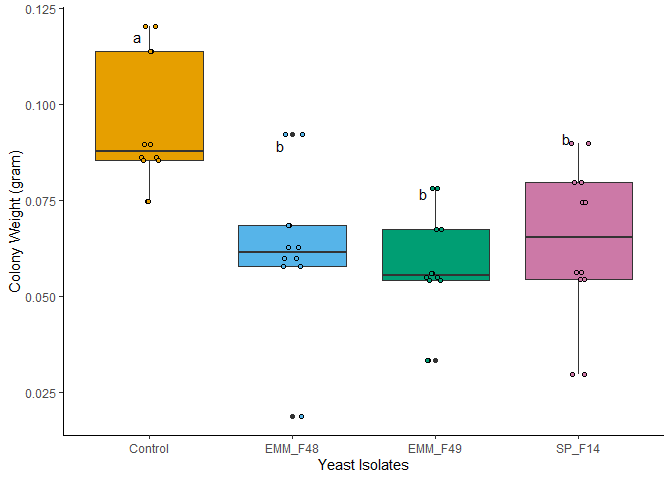 Colony Weight (gram)
0.125
0.100
0.075
0.050
0.025
a
b
b
b
Control EMM_F48 EMM_F49 SP_F14
Yeast Isolates